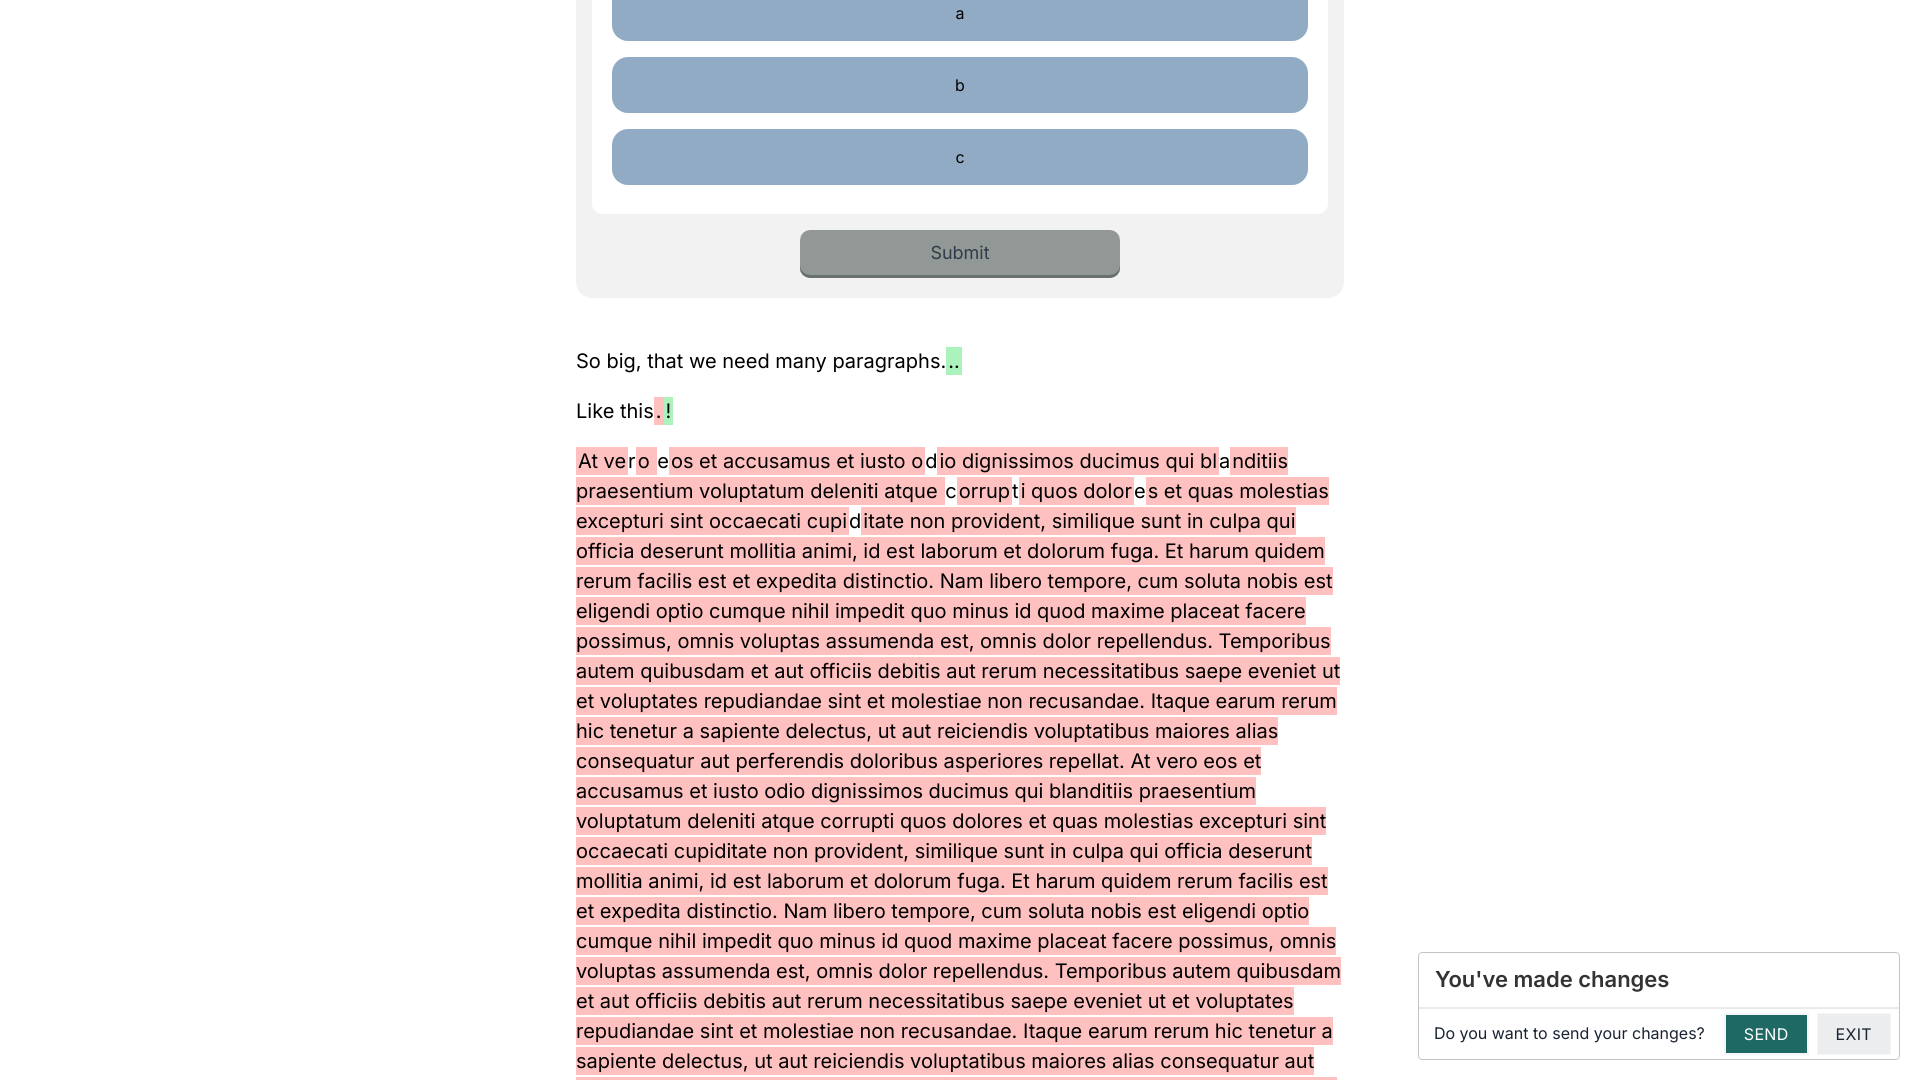 a
b
c
Submit
So big, that we need many paragraphs...
Like this.!
At vero eos et accusamus et iusto odio dignissimos ducimus qui blanditiis
praesentium voluptatum deleniti atque corrupti quos dolores et quas molestias
excepturi sint occaecati cupiditate non provident, similique sunt in culpa qui
officia deserunt mollitia animi, id est laborum et dolorum fuga. Et harum quidem
rerum facilis est et expedita distinctio. Nam libero tempore, cum soluta nobis est
eligendi optio cumque nihil impedit quo minus id quod maxime placeat facere
possimus, omnis voluptas assumenda est, omnis dolor repellendus. Temporibus
autem quibusdam et aut officiis debitis aut rerum necessitatibus saepe eveniet ut
et voluptates repudiandae sint et molestiae non recusandae. Itaque earum rerum
hic tenetur a sapiente delectus, ut aut reiciendis voluptatibus maiores alias
consequatur aut perferendis doloribus asperiores repellat. At vero eos et
accusamus et iusto odio dignissimos ducimus qui blanditiis praesentium
voluptatum deleniti atque corrupti quos dolores et quas molestias excepturi sint
occaecati cupiditate non provident, similique sunt in culpa qui officia deserunt
mollitia animi, id est laborum et dolorum fuga. Et harum quidem rerum facilis est
et expedita distinctio. Nam libero tempore, cum soluta nobis est eligendi optio
cumque nihil impedit quo minus id quod maxime placeat facere possimus, omnis
voluptas assumenda est, omnis dolor repellendus. Temporibus autem quibusdam
et aut officiis debitis aut rerum necessitatibus saepe eveniet ut et voluptates
repudiandae sint et molestiae non recusandae. Itaque earum rerum hic tenetur a
sapiente delectus, ut aut reiciendis voluptatibus maiores alias consequatur aut
You've made changes
Do you want to send your changes? SEND EXIT